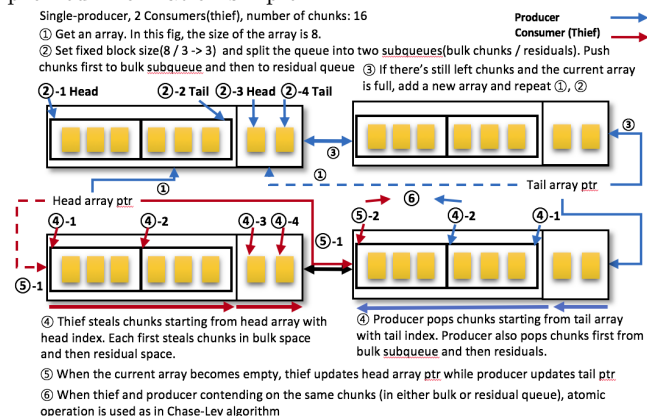 Single-producer, 2 Consumers(thief), number of chunks: 16
Producer
Consumer (Thief)
① Get an array. In this fig, the size of the array is 8.
② Set fixed block size(8 / 3 -> 3) and split the queue into two subqueues(bulk chunks / residuals). Push
chunks first to bulk subqueue and then to residual queue
③ If there's still left chunks and the current array
is full, add a new array and repeat ①, ②
②-1 Head
②-2 Tail
②-3 Head
②-4 Tail
③
③
①
①
Head array ptr
Tail array ptr
④-1
④-2
④-3
④-4
⑤-1
⑤-1
⑤-2
⑥
④-2
④-1
④ Thief steals chunks starting from head array with
head index. Each first steals chunks in bulk space
and then residual space.
④ Producer pops chunks starting from tail array
with tail index. Producer also pops chunks first from
bulk subqueue and then residuals.
⑤ When the current array becomes empty, thief updates head array ptr while producer updates tail ptr
⑥ When thief and producer contending on the same chunks (in either bulk or residual queue), atomic
operation is used as in Chase-Lev algorithm